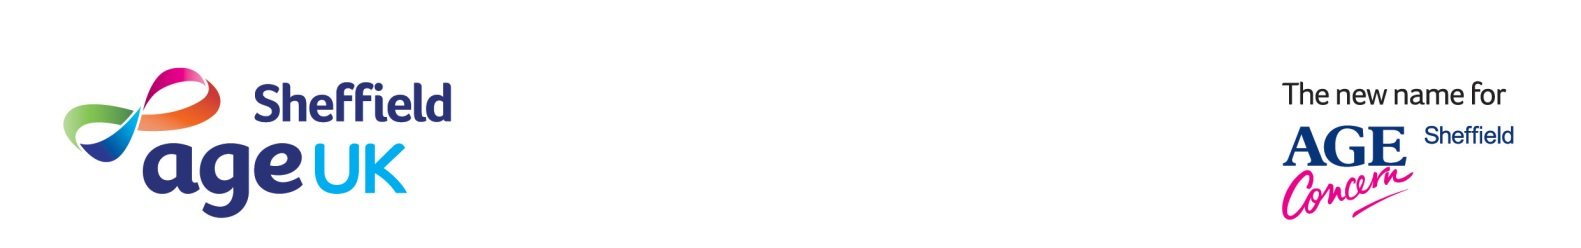 Sheffield
age UK
The new name for
AGE Sheffield
Concern